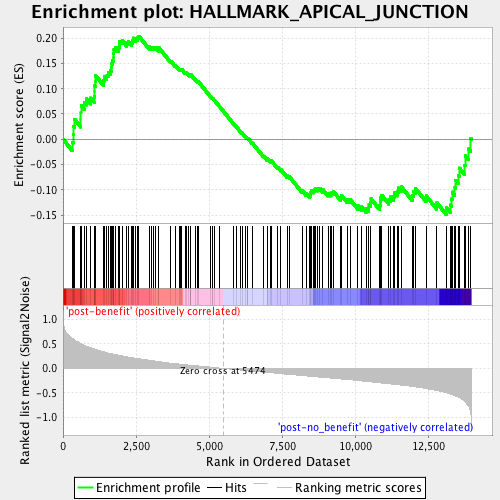 Enrichment plot: HALLMARK_APICAL_JUNCTION
Enrichment score (ES)
0.20
0.15
0.10
0.05
0.00
-0.05
-0.10
-0.15
Ranked list metric (Signal2Noise)
'post-benefit' (positively correlated)
1.0
0.5
0.0
-0.5
-1.0
Zero cross at 5474
'post-no_benefit' (negatively correlated)
0
2,500
5,000
7,500
10,000
12,500
Rank in Ordered Dataset
Enrichment profile
Hits
Ranking metric scores